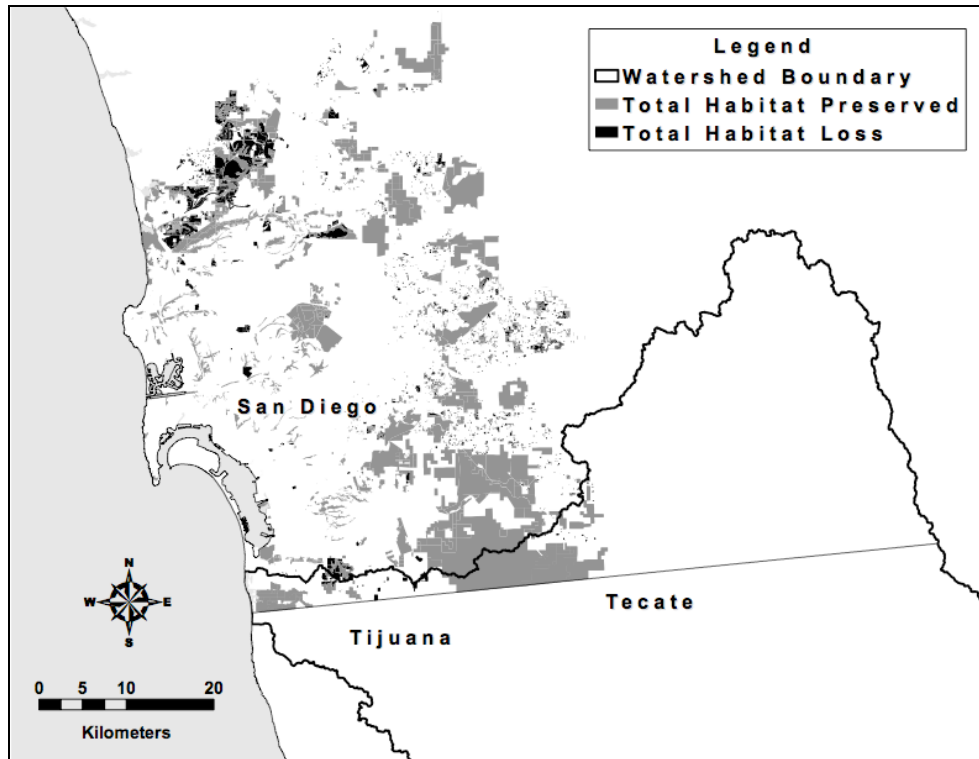 Legend
Watershed Boundary
Total Habitat Preserved
Total Habitat Loss
San Diego
Tecate
Tijuana
N
W E
S
0 5 10 20
Kilometers